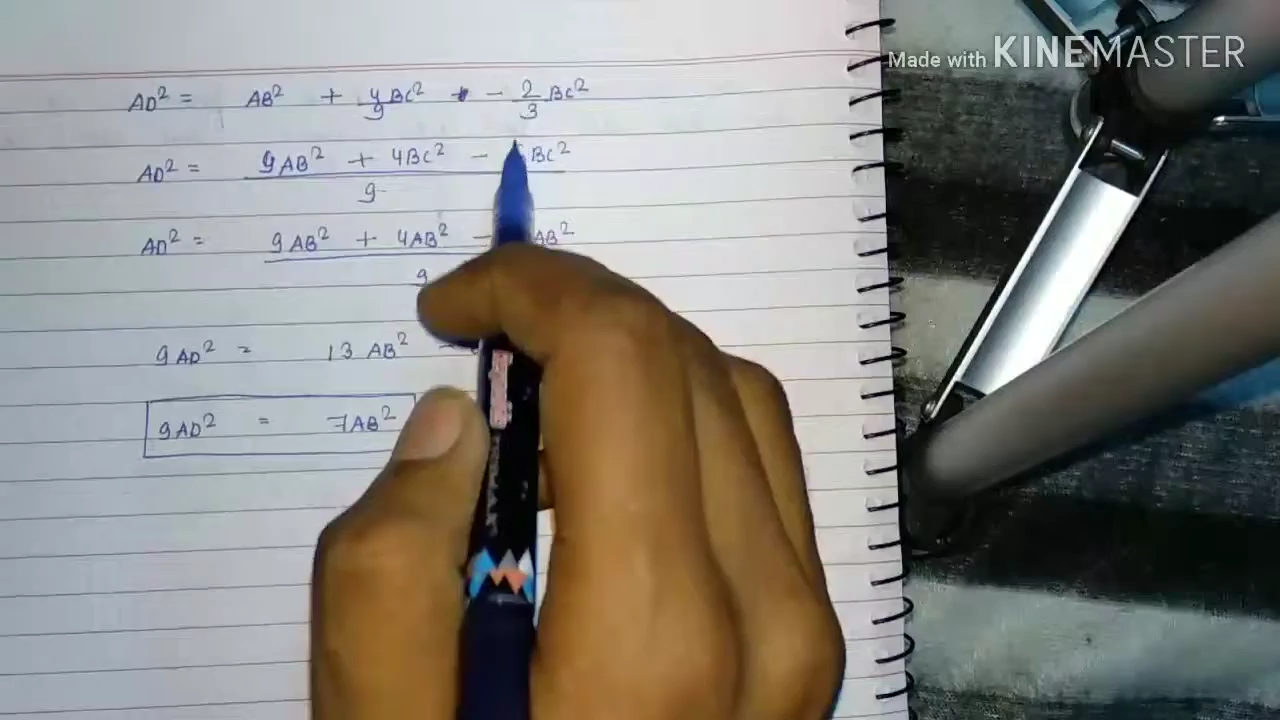 Made with KINEMASTER
AD² = AB² + 4/9 BC² - 2/3 BC²
AD² = 9AB² + 4BC² - BC² / 9
AD² = 9AB² + 4AB² - AB² / 9
9AD² = 13 AB² -
9AD² = 7AB²